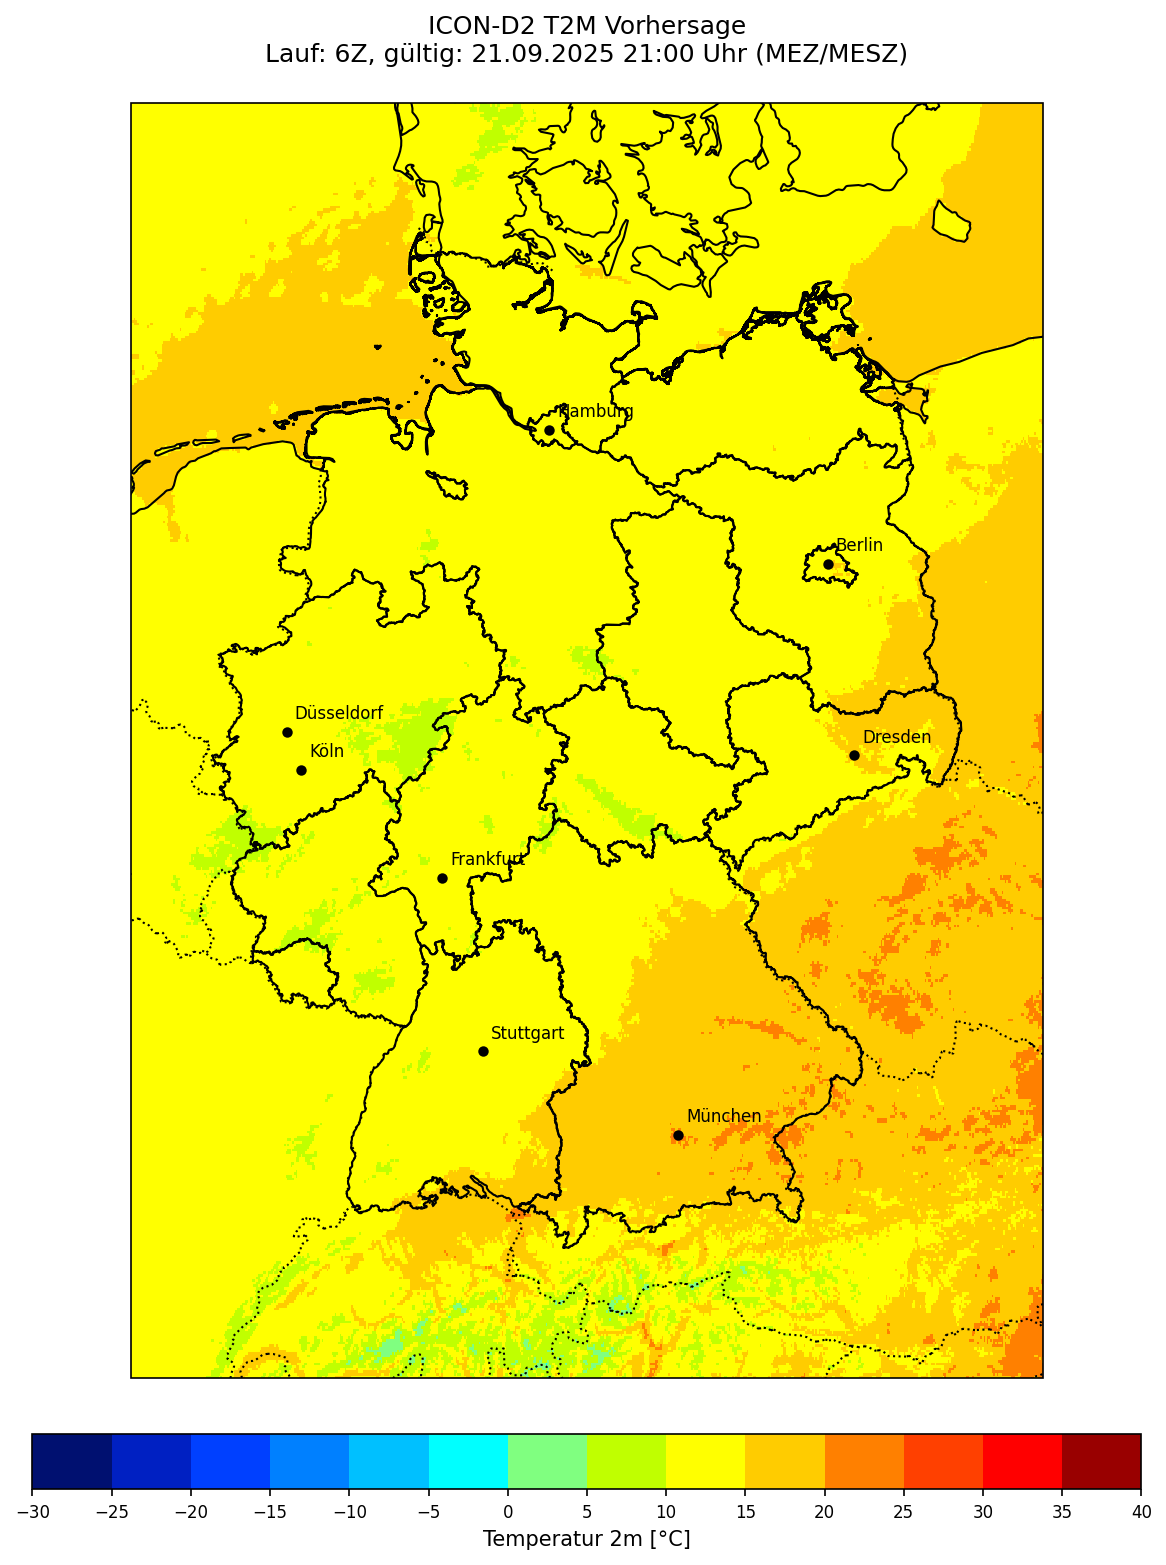 ICON-D2 T2M Vorhersage
Lauf: 6Z, gültig: 21.09.2025 21:00 Uhr (MEZ/MESZ)
Hamburg
Berlin
Düsseldorf
Köln
Dresden
Frankfurt
Stuttgart
München
−30 −25 −20 −15 −10 −5 0 5 10 15 20 25 30 35 40
Temperatur 2m [°C]